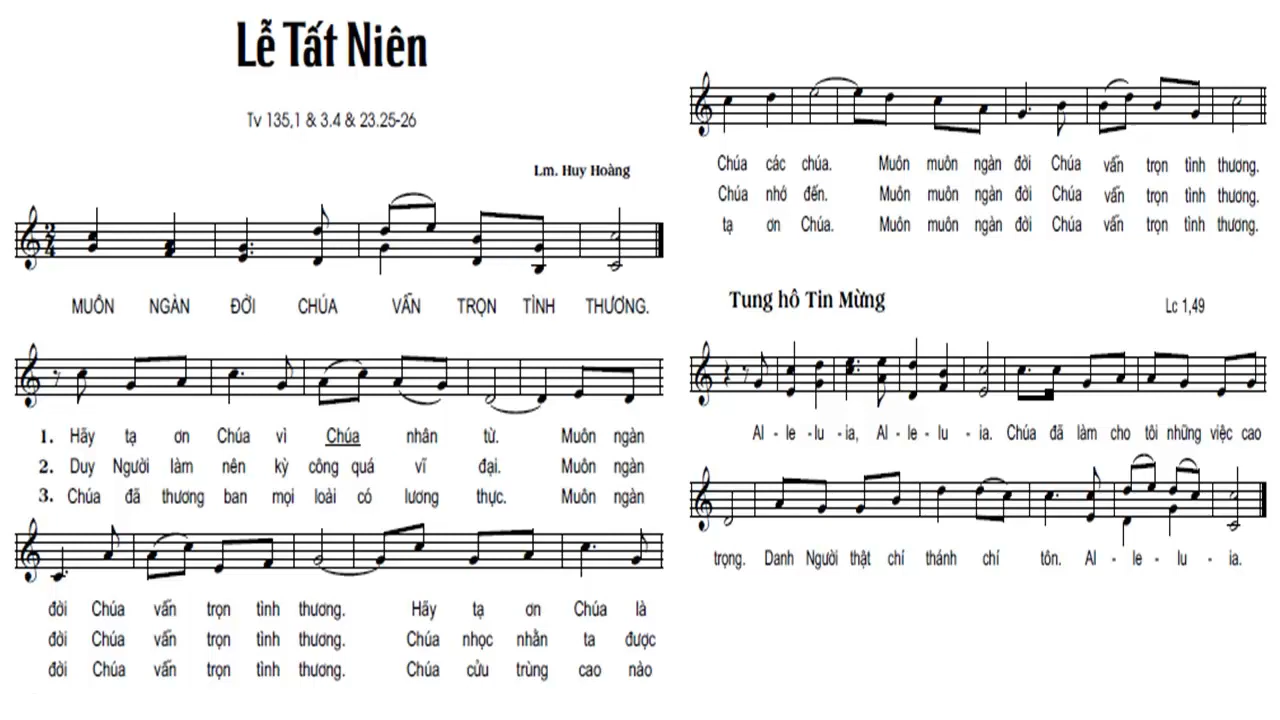 Lễ Tất Niên
Tv 135,1 & 3.4 & 23.25-26
Lm. Huy Hoàng
MUÔN NGÀN ĐỜI CHÚA VẪN TRỌN TÌNH THƯƠNG.
1. Hãy tạ ơn Chúa vì Chúa nhân từ. Muôn ngàn
2. Duy Người làm nên kỳ công quá vĩ đại. Muôn ngàn
3. Chúa đã thương ban mọi loài có lương thực. Muôn ngàn
đời Chúa vẫn trọn tình thương. Hãy tạ ơn Chúa là
đời Chúa vẫn trọn tình thương. Chúa nhọc nhằn ta được
đời Chúa vẫn trọn tình thương. Chúa cửu trùng cao nào
Chúa các chúa. Muôn muôn ngàn đời Chúa vẫn trọn tình thương.
Chúa nhớ đến. Muôn muôn ngàn đời Chúa vẫn trọn tình thương.
tạ ơn Chúa. Muôn muôn ngàn đời Chúa vẫn trọn tình thương.
Tung hô Tin Mừng
Lc 1,49
Al - le - lu - ia, Al - le - lu - ia. Chúa đã làm cho tôi những việc cao
trọng. Danh Người thật chí thánh chí tôn. Al - le - lu - ia.